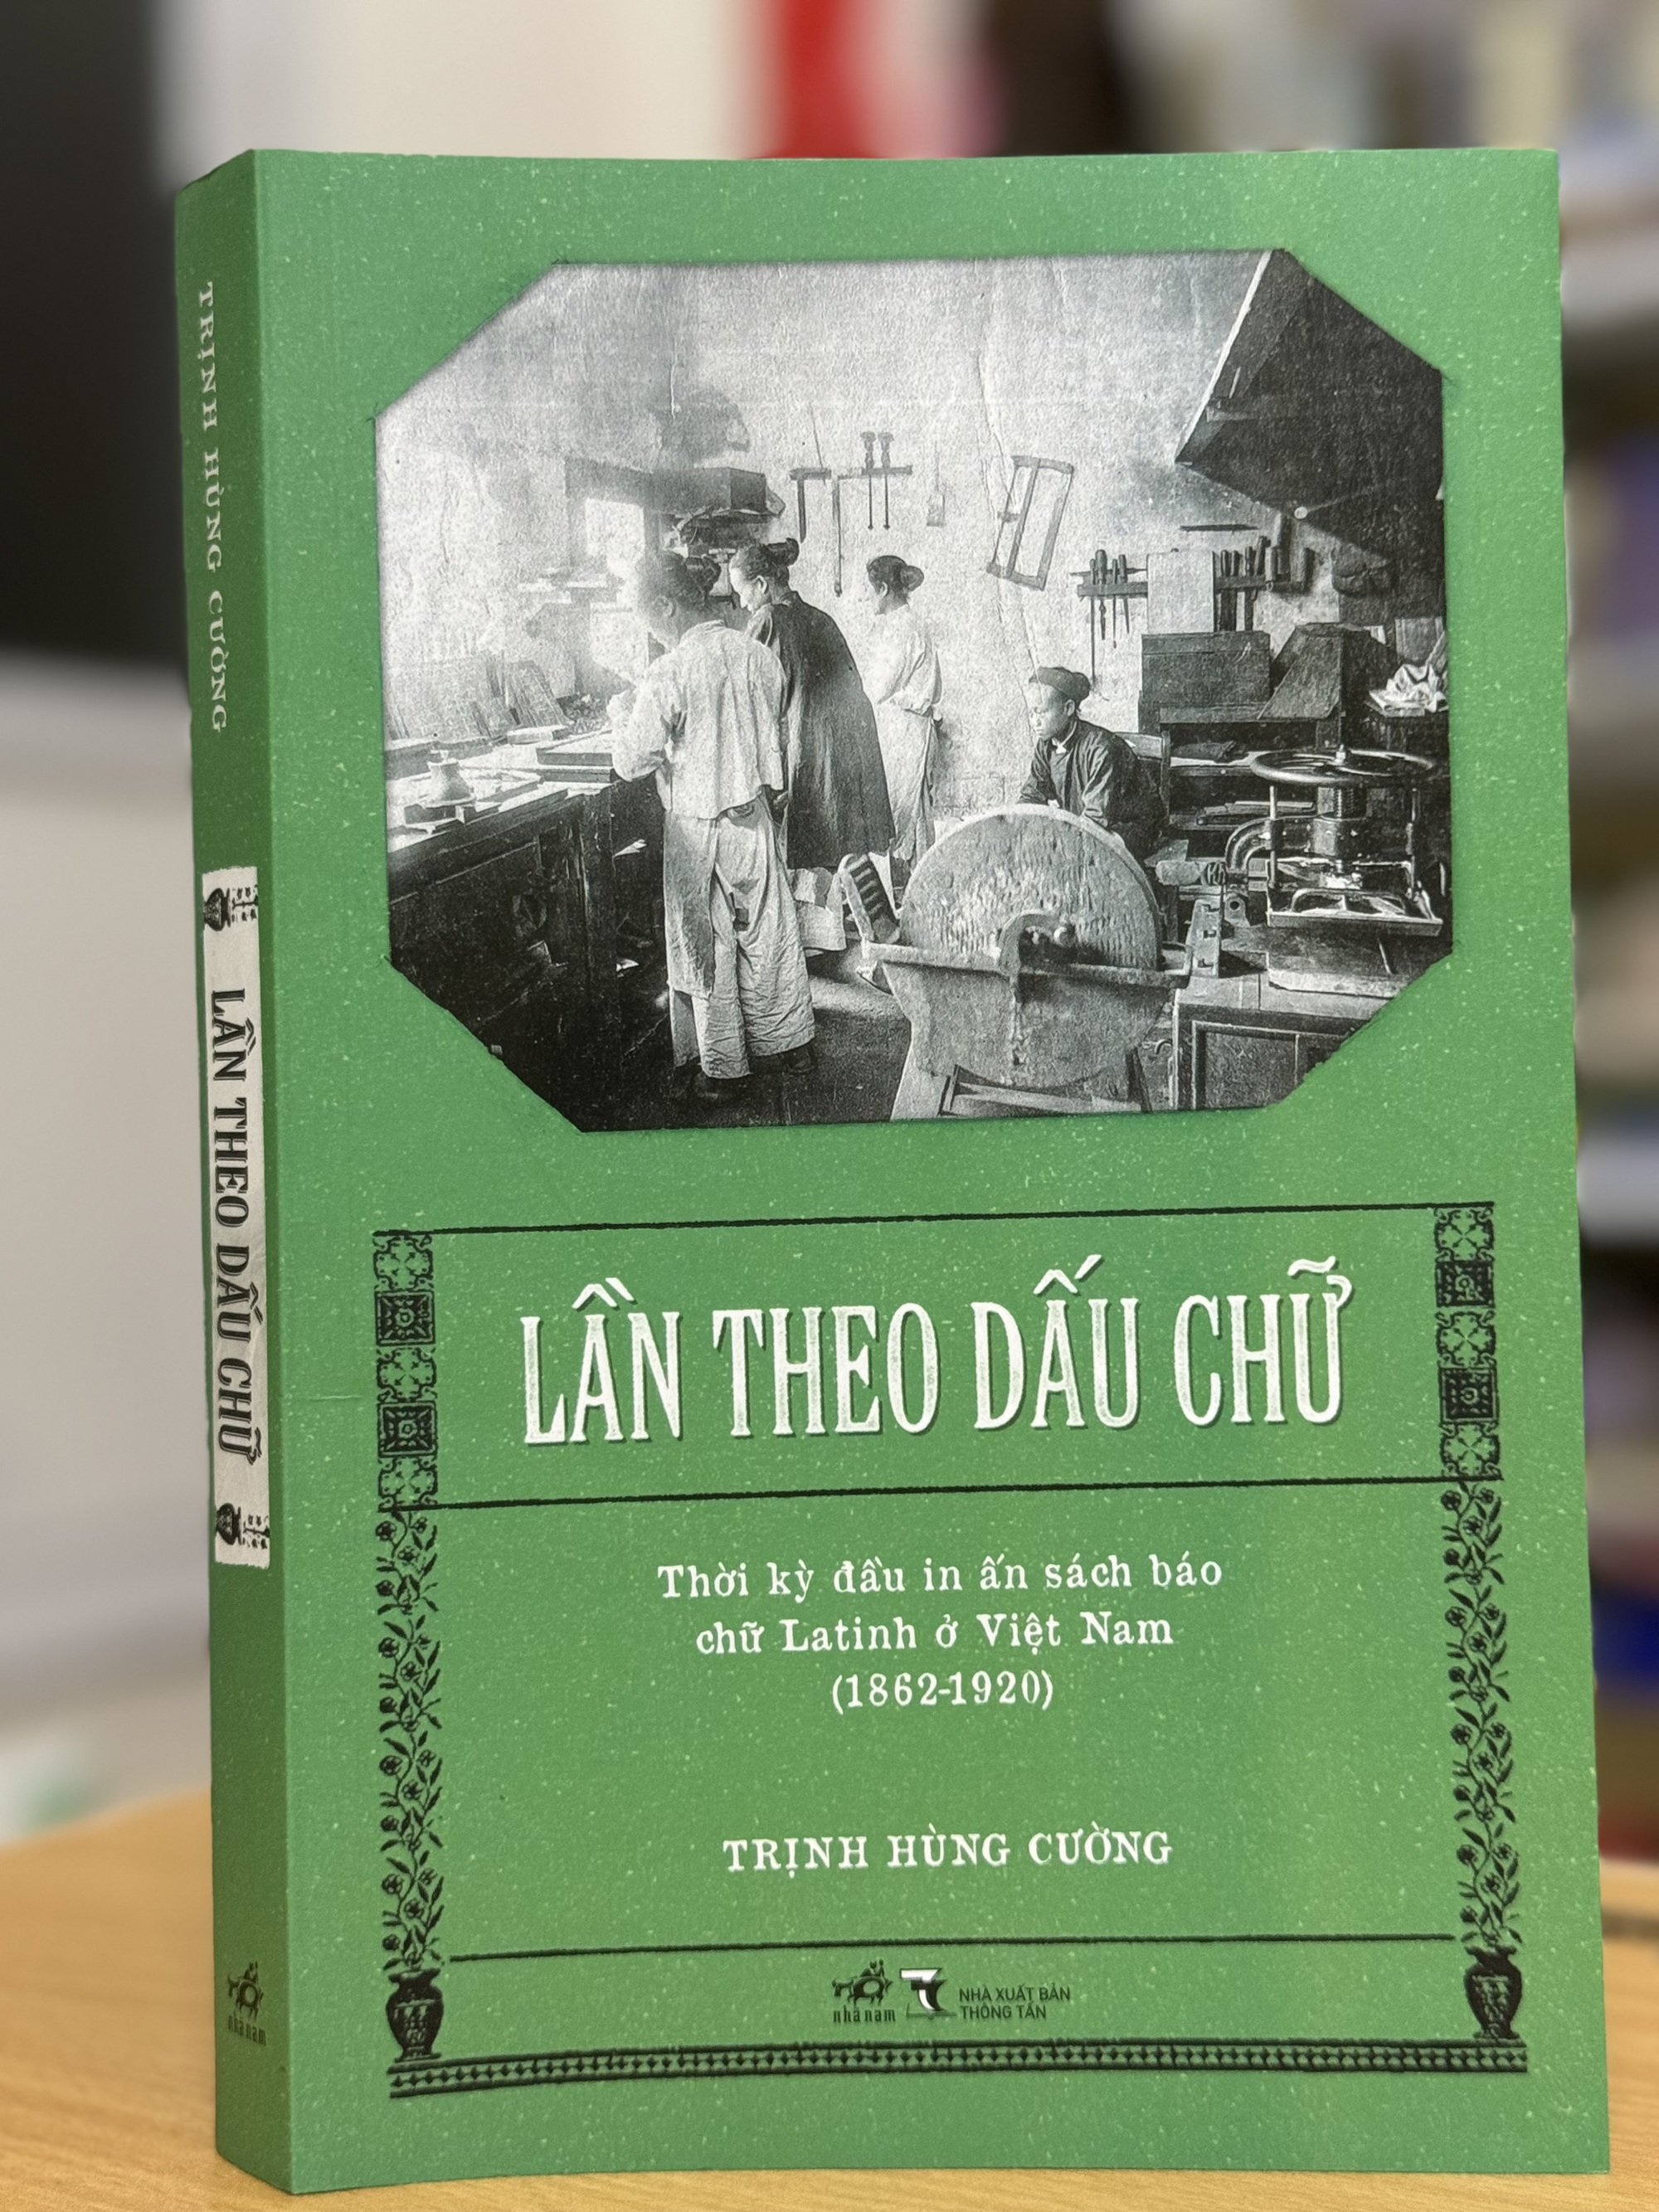 TRỊNH HÙNG CƯỜNG
LẦN THEO DẤU CHỮ
nhã nam
LẦN THEO DẤU CHỮ
Thời kỳ đầu in ấn sách báo
chữ Latinh ở Việt Nam
(1862-1920)
TRỊNH HÙNG CƯỜNG
nhã nam
NHÀ XUẤT BẢN
THÔNG TẤN